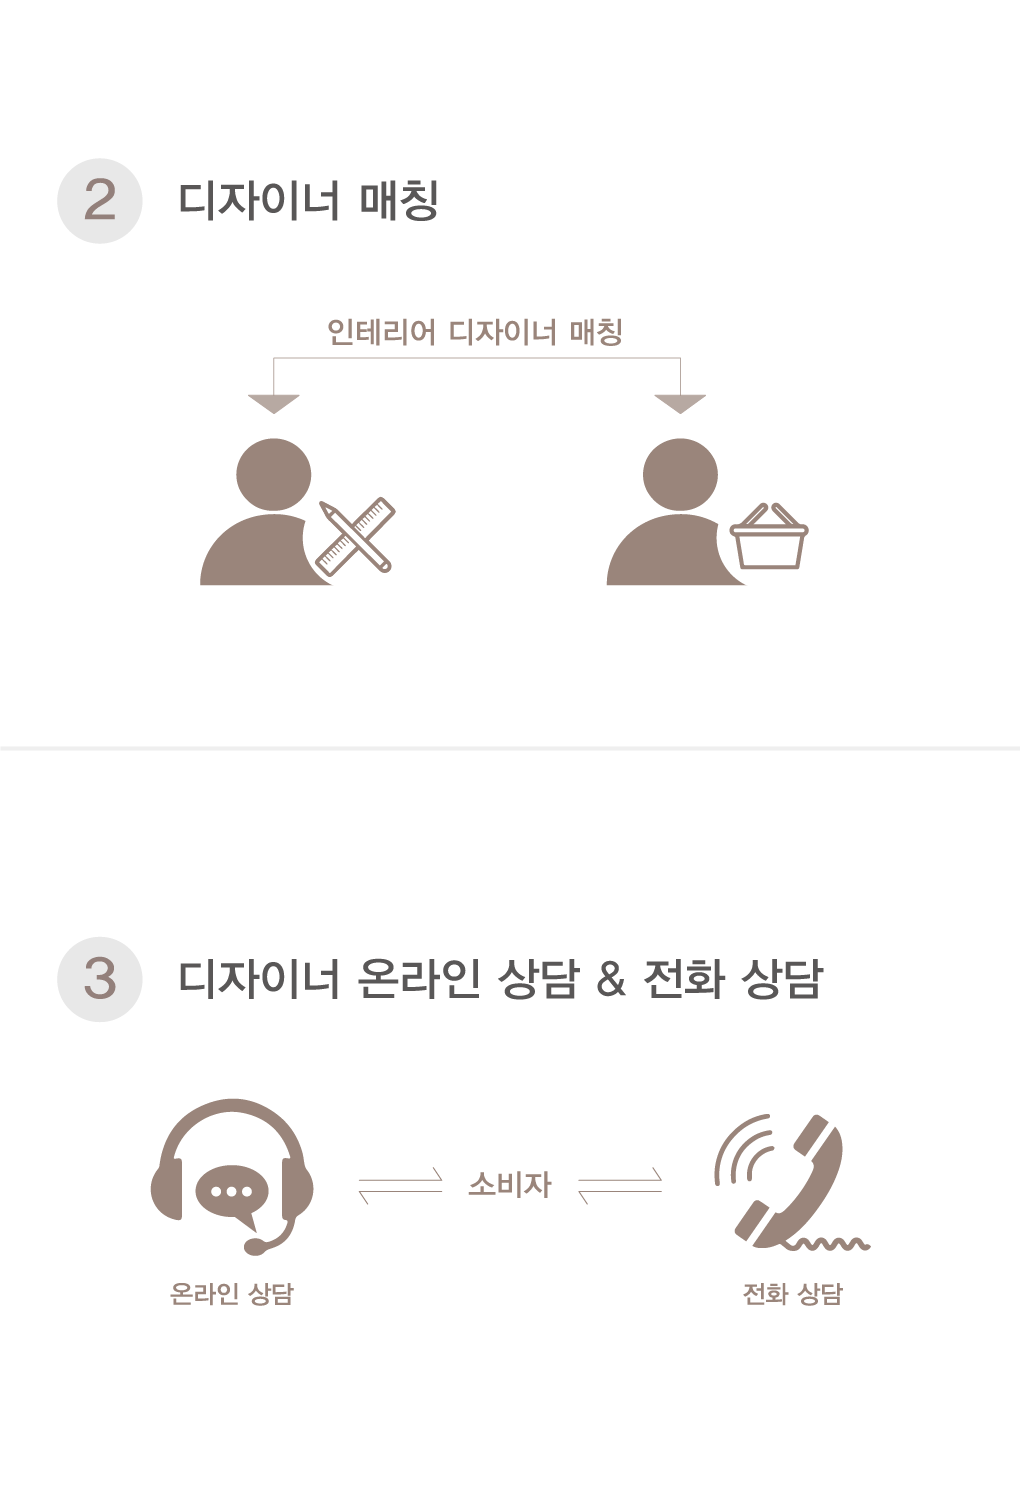 2 디자이너 매칭
인테리어 디자이너 매칭
3 디자이너 온라인 상담 & 전화 상담
소비자
온라인 상담 전화 상담